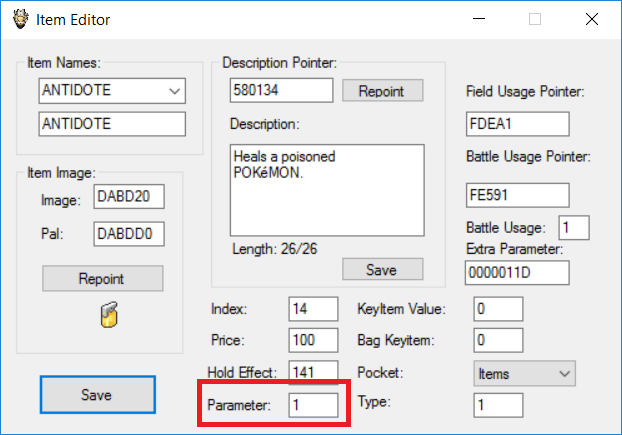 Item Editor
Item Names:
ANTIDOTE
ANTIDOTE
Item Image:
Image: DABD20
Pal: DABDD0
Repoint
Save
Description Pointer:
580134 Repoint
Description:
Heals a poisoned
POKéMON.
Length: 26/26
Save
Index: 14
Price: 100
Hold Effect: 141
Parameter: 1
KeyItem Value: 0
Bag Keyitem: 0
Pocket: Items
Type: 1
Field Usage Pointer:
FDEA1
Battle Usage Pointer:
FE591
Battle Usage: 1
Extra Parameter:
0000011D